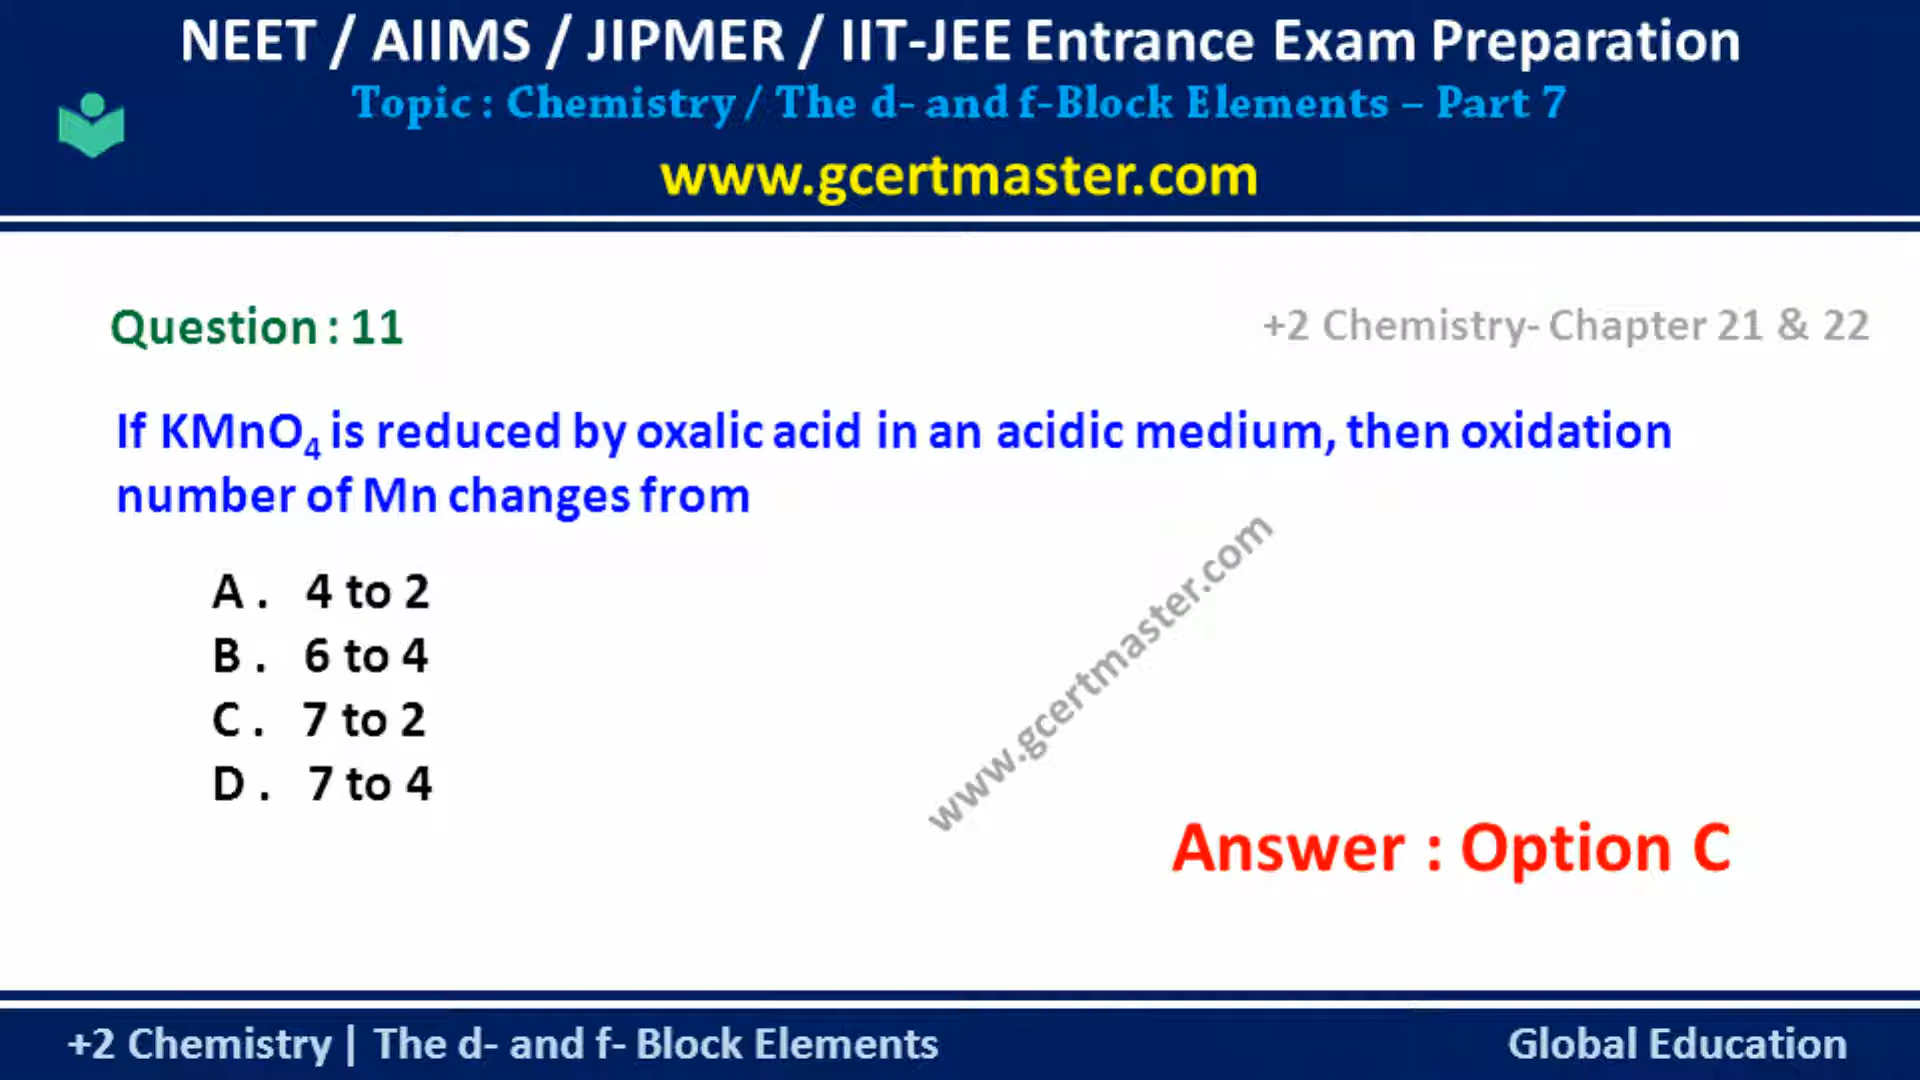 NEET / AIIMS / JIPMER / IIT-JEE Entrance Exam Preparation
Topic : Chemistry / The d- and f-Block Elements – Part 7
www.gcertmaster.com
Question : 11
+2 Chemistry- Chapter 21 & 22
If KMnO₄ is reduced by oxalic acid in an acidic medium, then oxidation
number of Mn changes from
A . 4 to 2
B . 6 to 4
C . 7 to 2
D . 7 to 4
www.gcertmaster.com
Answer : Option C
+2 Chemistry | The d- and f- Block Elements
Global Education